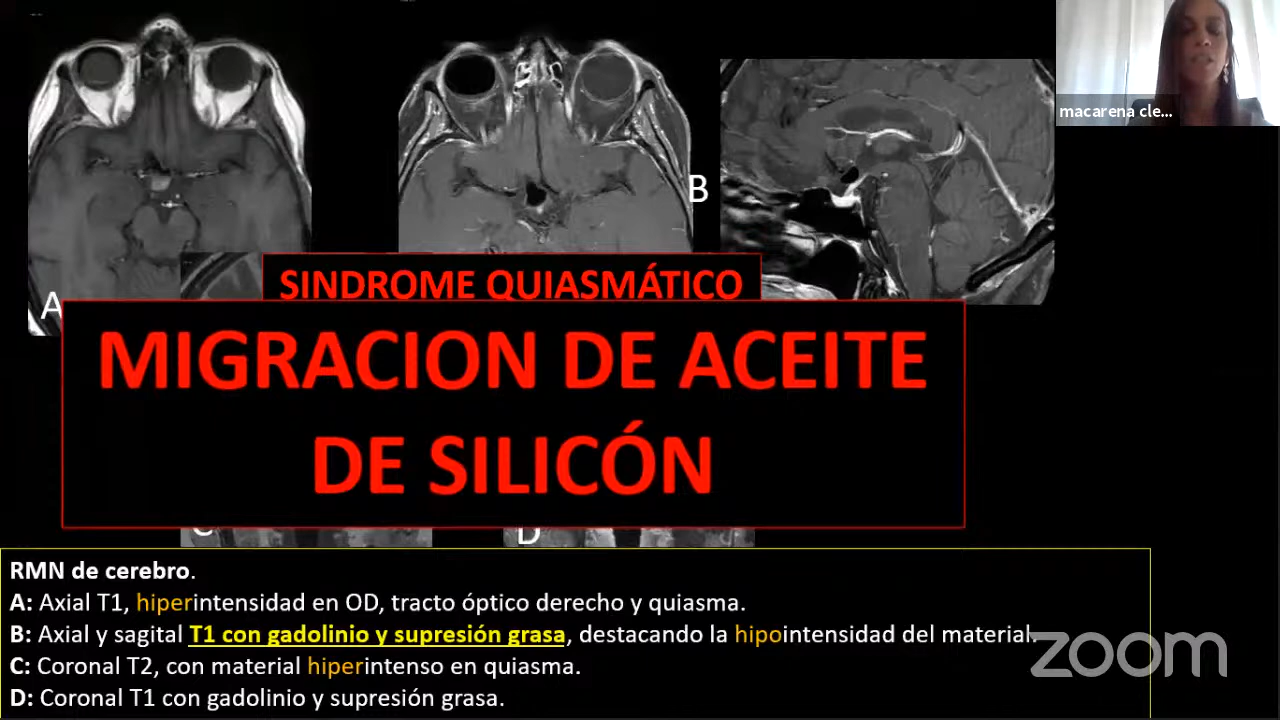 macarena cle...
B
SINDROME QUIASMÁTICO
A
MIGRACION DE ACEITE
DE SILICÓN
C
D
RMN de cerebro.
A: Axial T1, hiperintensidad en OD, tracto óptico derecho y quiasma.
B: Axial y sagital T1 con gadolinio y supresión grasa, destacando la hipointensidad del material.
zoom
C: Coronal T2, con material hiperintenso en quiasma.
D: Coronal T1 con gadolinio y supresión grasa.